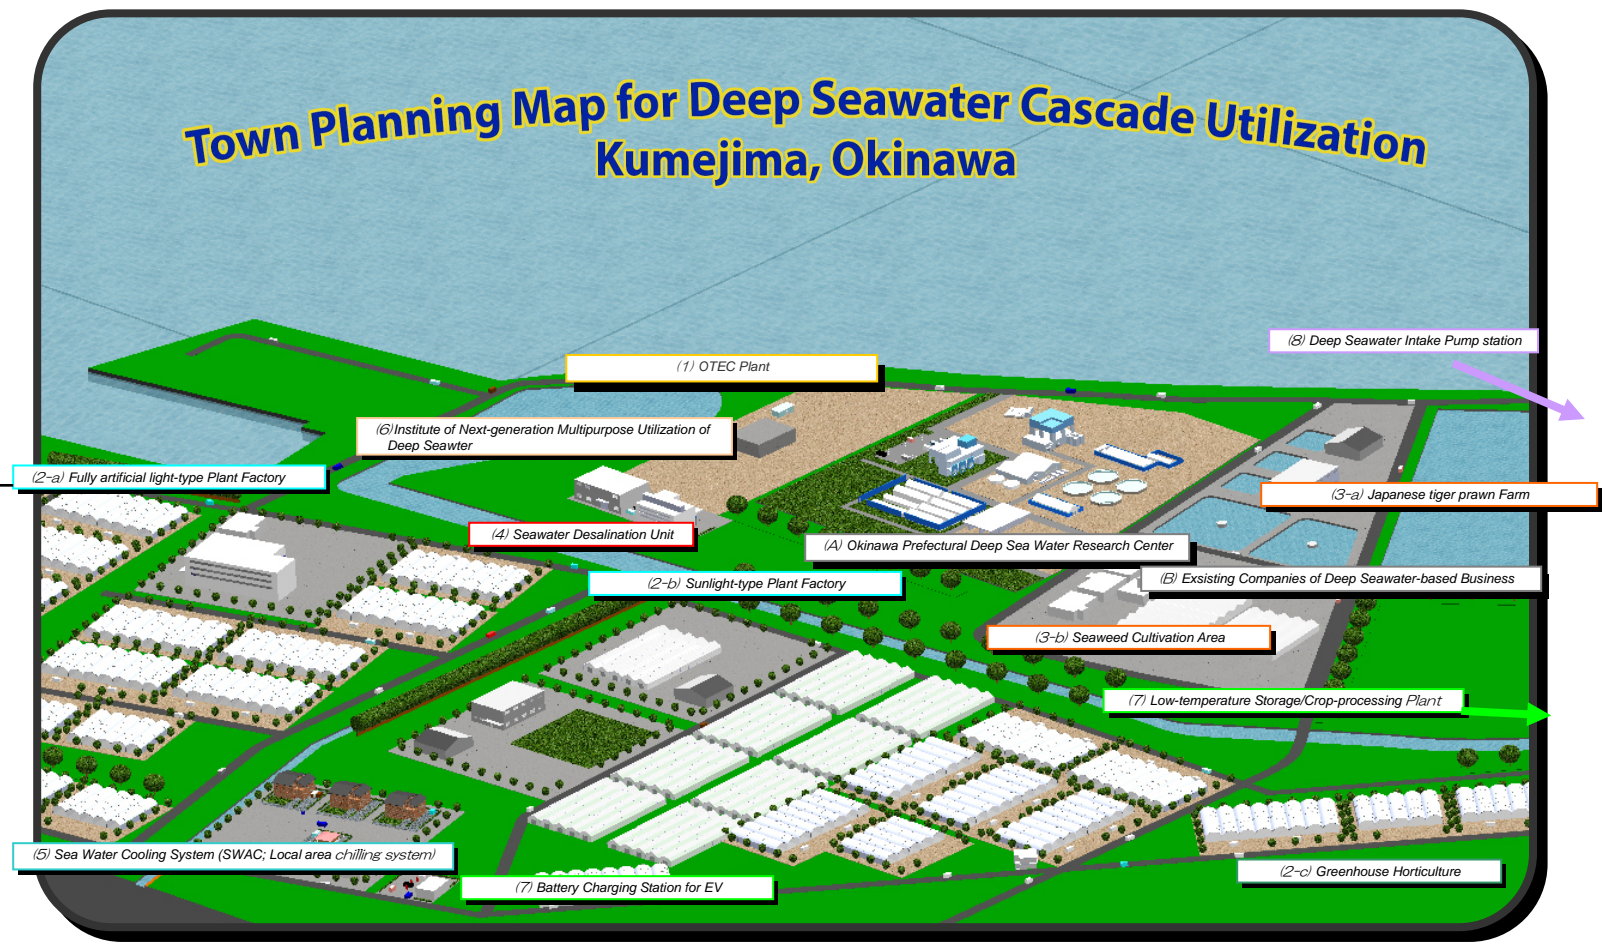 Town Planning Map for Deep Seawater Cascade Utilization
Kumejima, Okinawa
(8) Deep Seawater Intake Pump station
(1) OTEC Plant
(6)Institute of Next-generation Multipurpose Utilization of
Deep Seawter
(2-a) Fully artificial light-type Plant Factory
(3-a) Japanese tiger prawn Farm
(4) Seawater Desalination Unit
(A) Okinawa Prefectural Deep Sea Water Research Center
(2-b) Sunlight-type Plant Factory
(B) Exsisting Companies of Deep Seawater-based Business
(3-b) Seaweed Cultivation Area
(7) Low-temperature Storage/Crop-processing Plant
(5) Sea Water Cooling System (SWAC; Local area chilling system)
(2-c) Greenhouse Horticulture
(7) Battery Charging Station for EV